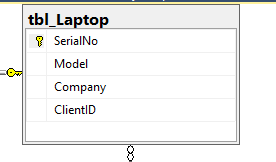 tbl_Laptop
SerialNo
Model
Company
ClientID